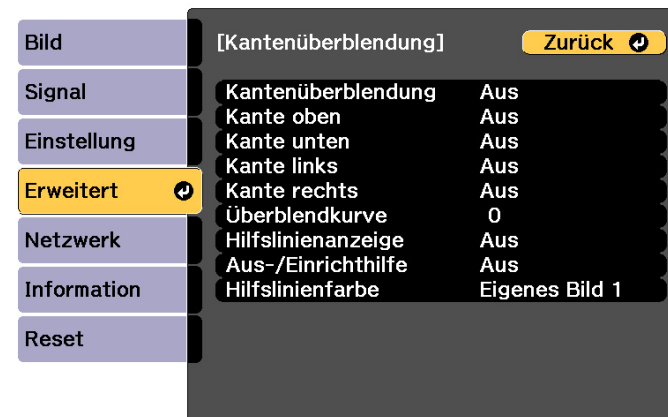 Bild
Signal
Einstellung
Erweitert
Netzwerk
Information
Reset
[Kantenüberblendung] Zurück
Kantenüberblendung Aus
Kante oben Aus
Kante unten Aus
Kante links Aus
Kante rechts Aus
Überblendkurve 0
Hilfslinienanzeige Aus
Aus-/Einrichthilfe Aus
Hilfslinienfarbe Eigenes Bild 1